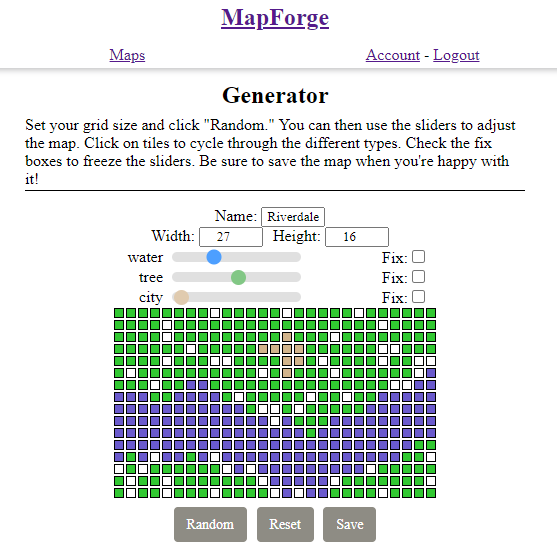 MapForge
Maps
Account - Logout
Generator
Set your grid size and click "Random." You can then use the sliders to adjust
the map. Click on tiles to cycle through the different types. Check the fix
boxes to freeze the sliders. Be sure to save the map when you're happy with
it!
Name: Riverdale
Width: 27 Height: 16
water Fix:
tree Fix:
city Fix:
Random Reset Save